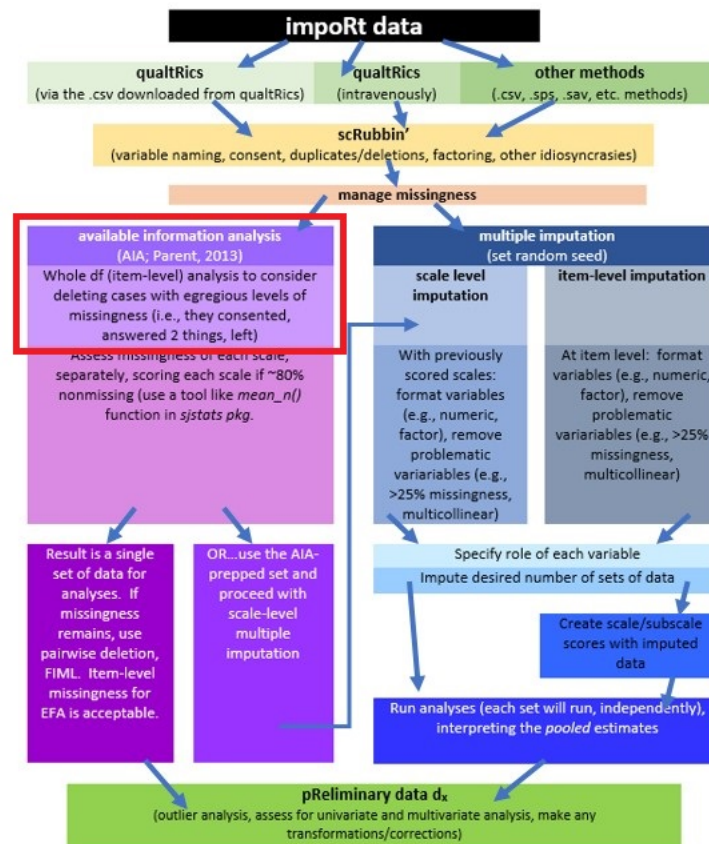 impoRt data
qualtRics
(via the .csv downloaded from qualtRics)
qualtRics
(intravenously)
other methods
(.csv, .sps, .sav, etc. methods)
scRubbin’
(variable naming, consent, duplicates/deletions, factoring, other idiosyncrasies)
manage missingness
available information analysis
(AIA; Parent, 2013)
Whole df (item-level) analysis to consider
deleting cases with egregious levels of
missingness (i.e., they consented,
answered 2 things, left)
Assess missingness of each scale,
separately, scoring each scale if ~80%
nonmissing (use a tool like mean_n()
function in sjstats pkg.
Result is a single
set of data for
analyses. If
missingness
remains, use
pairwise deletion,
FIML. Item-level
missingness for
EFA is acceptable.
OR...use the AIA-
prepped set and
proceed with
scale-level
multiple
imputation
multiple imputation
(set random seed)
scale level
imputation
With previously
scored scales:
format variables
(e.g., numeric,
factor), remove
problematic
varariables (e.g.,
>25% missingness,
multicollinear)
item-level imputation
At item level: format
variables (e.g., numeric,
factor), remove
problematic
variariables (e.g., >25%
missingness,
multicollinear)
Specify role of each variable
Impute desired number of sets of data
Create scale/subscale
scores with imputed
data
Run analyses (each set will run, independently),
interpreting the pooled estimates
pReliminary data dx
(outlier analysis, assess for univariate and multivariate analysis, make any
transformations/corrections)